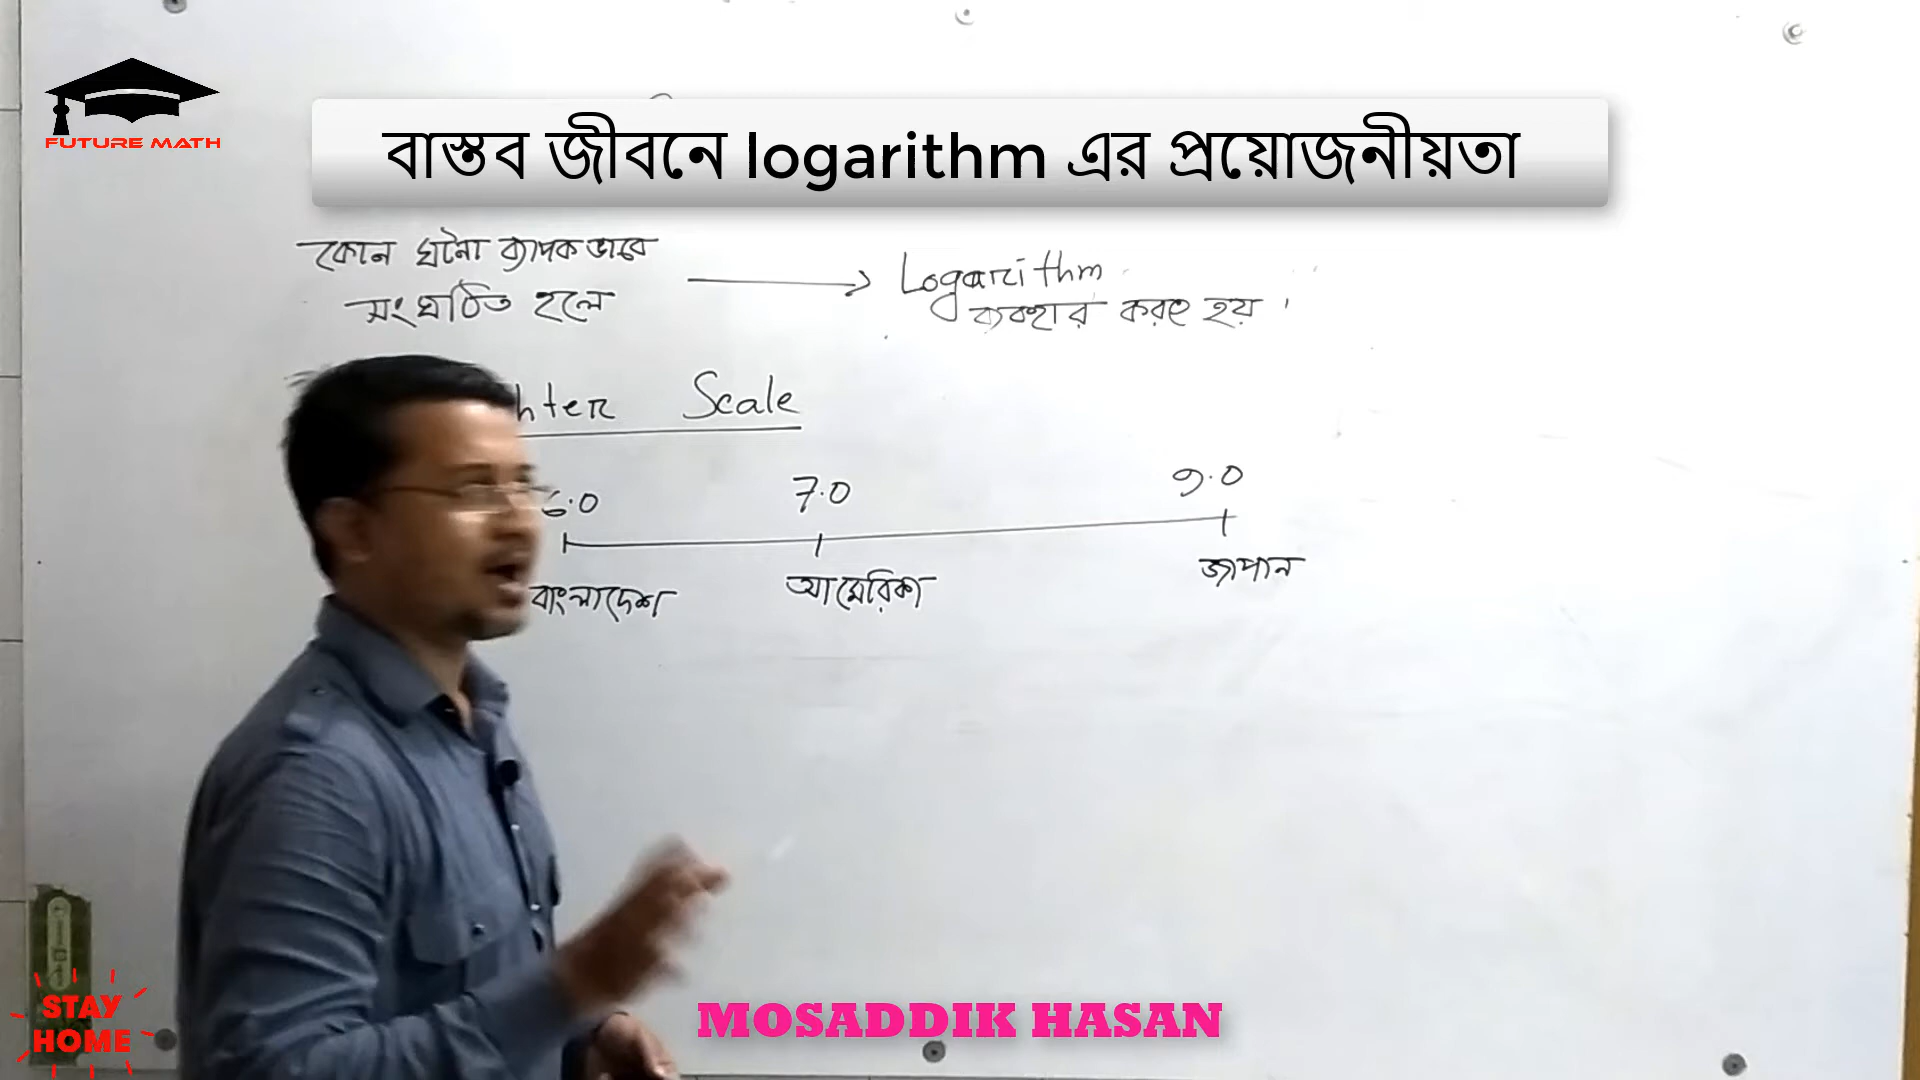 FUTURE MATH
বাস্তব জীবনে logarithm এর প্রয়োজনীয়তা
কোন ঘটনা ব্যাপক ভাবে
সংঘঠিত হলে
Logarithm
ব্যবহার করতে হয়।
Scale
6.0 7.0 9.0
বাংলাদেশ আমেরিকা জাপান
STAY
HOME
MOSADDIK HASAN